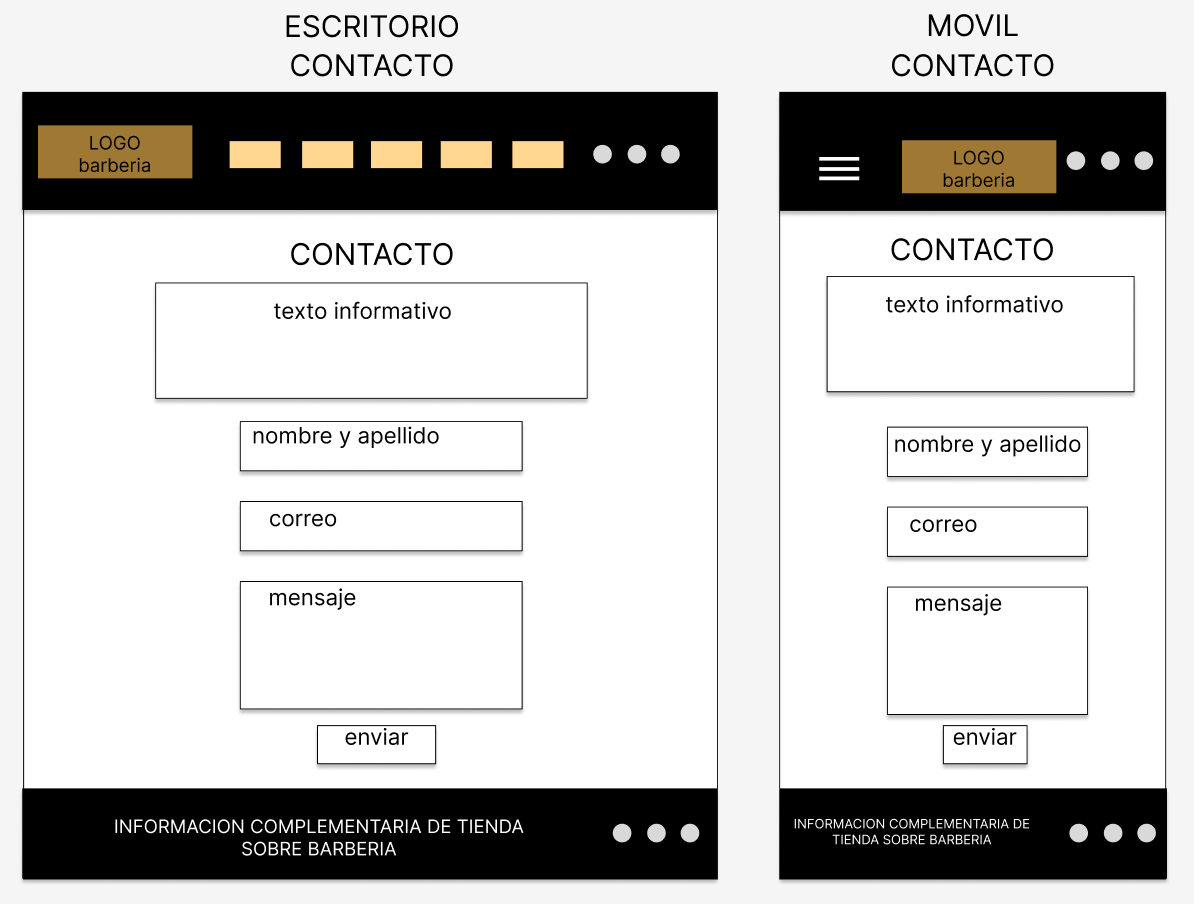 ESCRITORIO
CONTACTO
LOGO
barberia
CONTACTO
texto informativo
nombre y apellido
correo
mensaje
enviar
INFORMACION COMPLEMENTARIA DE TIENDA
SOBRE BARBERIA
MOVIL
CONTACTO
LOGO
barberia
CONTACTO
texto informativo
nombre y apellido
correo
mensaje
enviar
INFORMACION COMPLEMENTARIA DE
TIENDA SOBRE BARBERIA